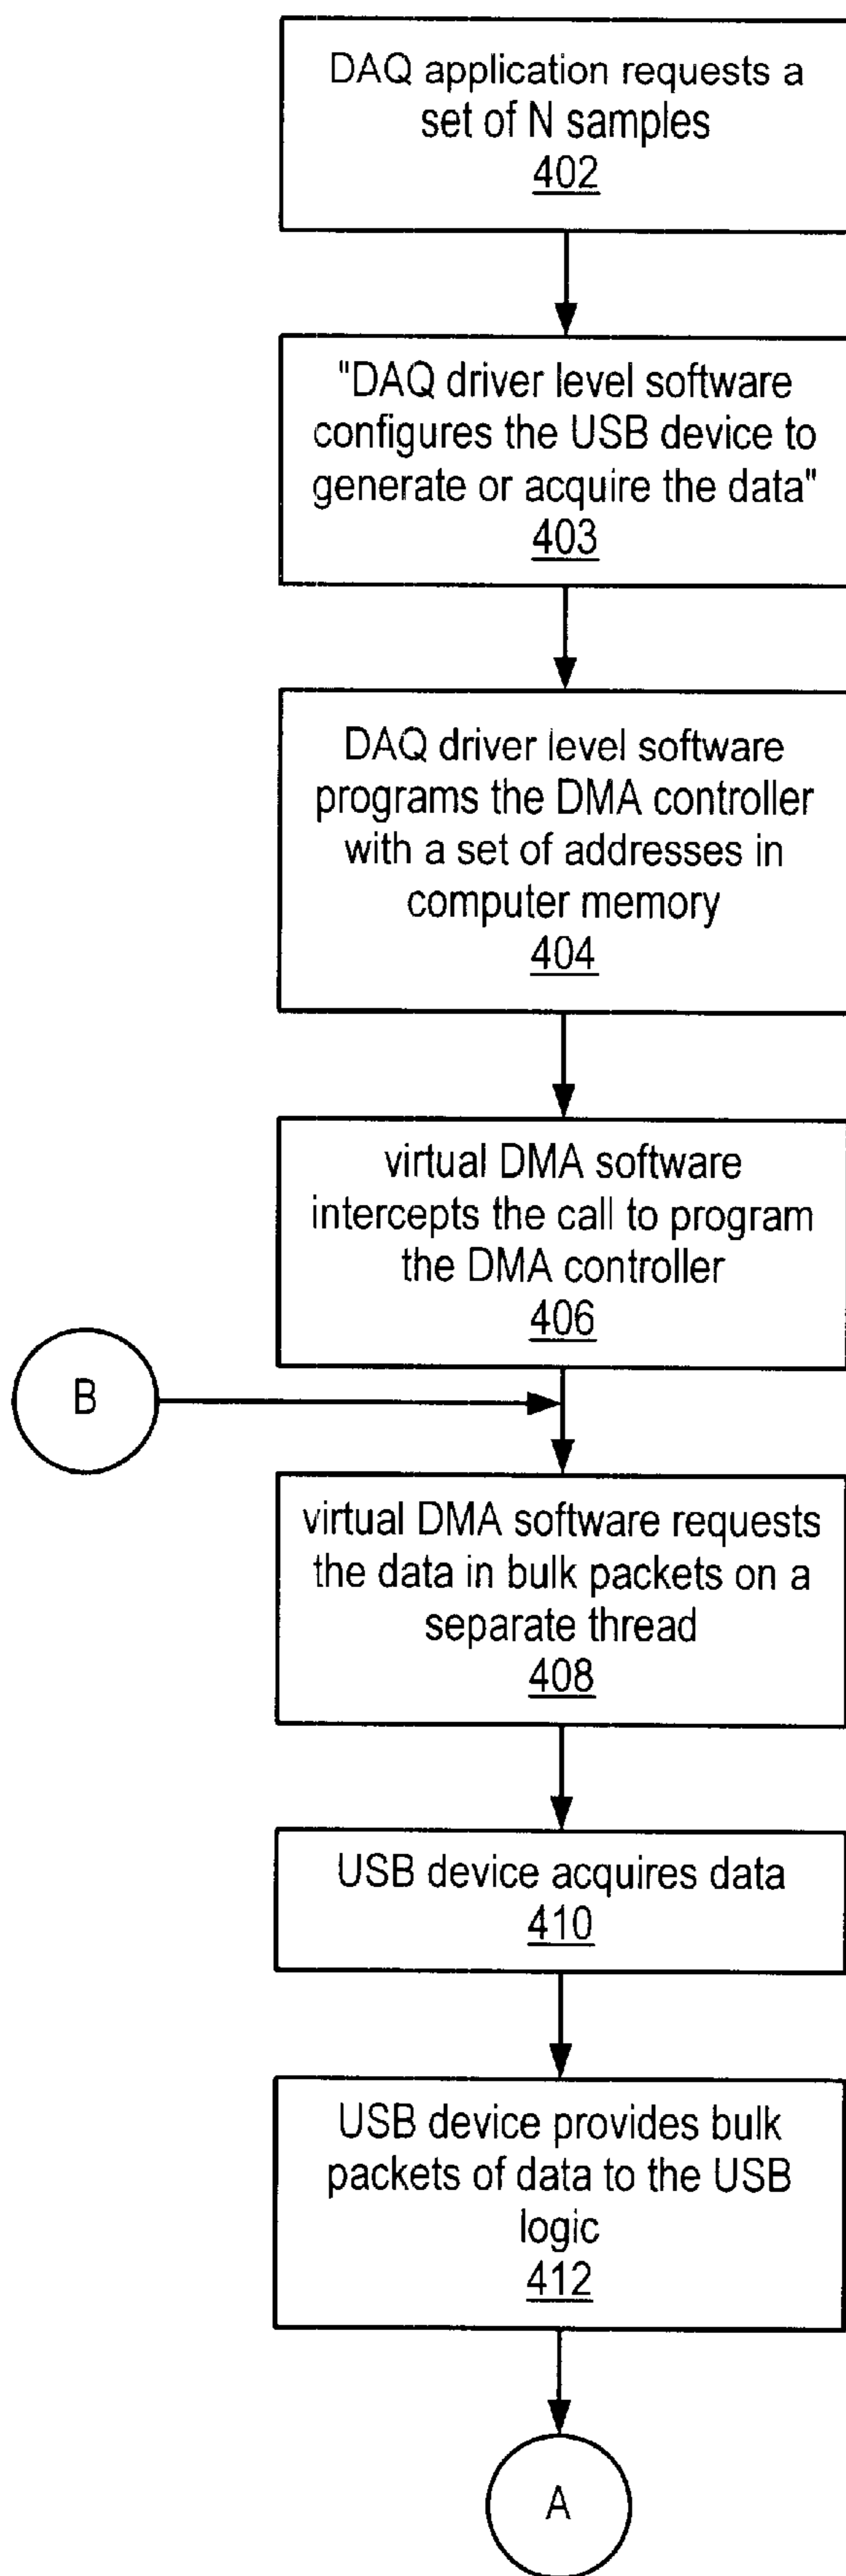 DAQ application requests a
set of N samples
402
"DAQ driver level software
configures the USB device to
generate or acquire the data"
403
DAQ driver level software
programs the DMA controller
with a set of addresses in
computer memory
404
virtual DMA software
intercepts the call to program
the DMA controller
406
B
virtual DMA software requests
the data in bulk packets on a
separate thread
408
USB device acquires data
410
USB device provides bulk
packets of data to the USB
logic
412
A